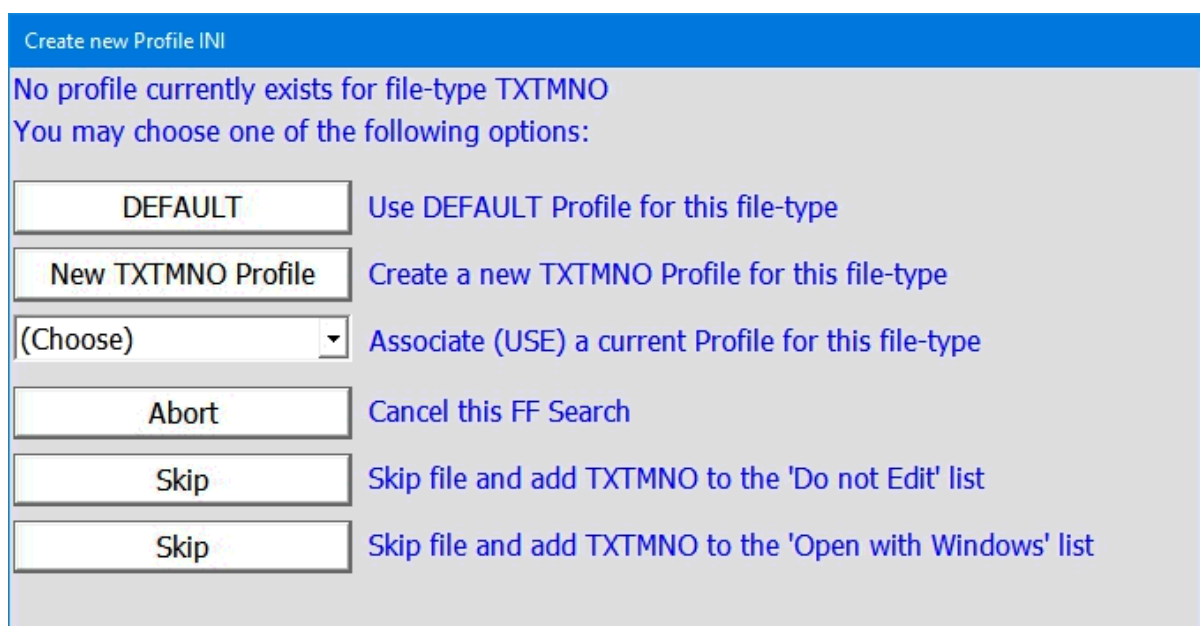 Create new Profile INI
No profile currently exists for file-type TXTMNO
You may choose one of the following options:
DEFAULT Use DEFAULT Profile for this file-type
New TXTMNO Profile Create a new TXTMNO Profile for this file-type
(Choose) Associate (USE) a current Profile for this file-type
Abort Cancel this FF Search
Skip Skip file and add TXTMNO to the 'Do not Edit' list
Skip Skip file and add TXTMNO to the 'Open with Windows' list